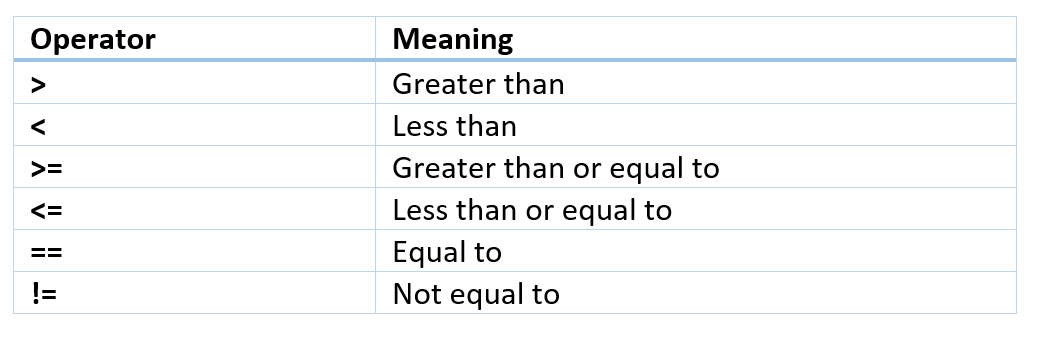 Operator Meaning
> Greater than
< Less than
>= Greater than or equal to
<= Less than or equal to
== Equal to
!= Not equal to